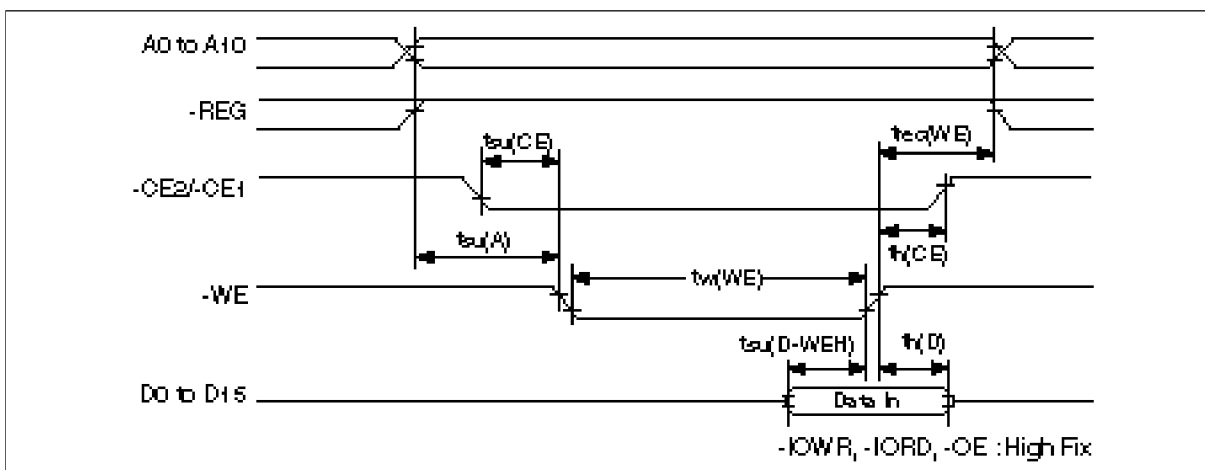 A0 to A10
-REG
tsu(CE)
trec(WE)
-CE2/-CE1
tsu(A)
th(CE)
tw(WE)
-WE
tsu(D-WEH)
th(D)
D0 to D15
Data In
-IOWR, -IORD, -OE : High Fix